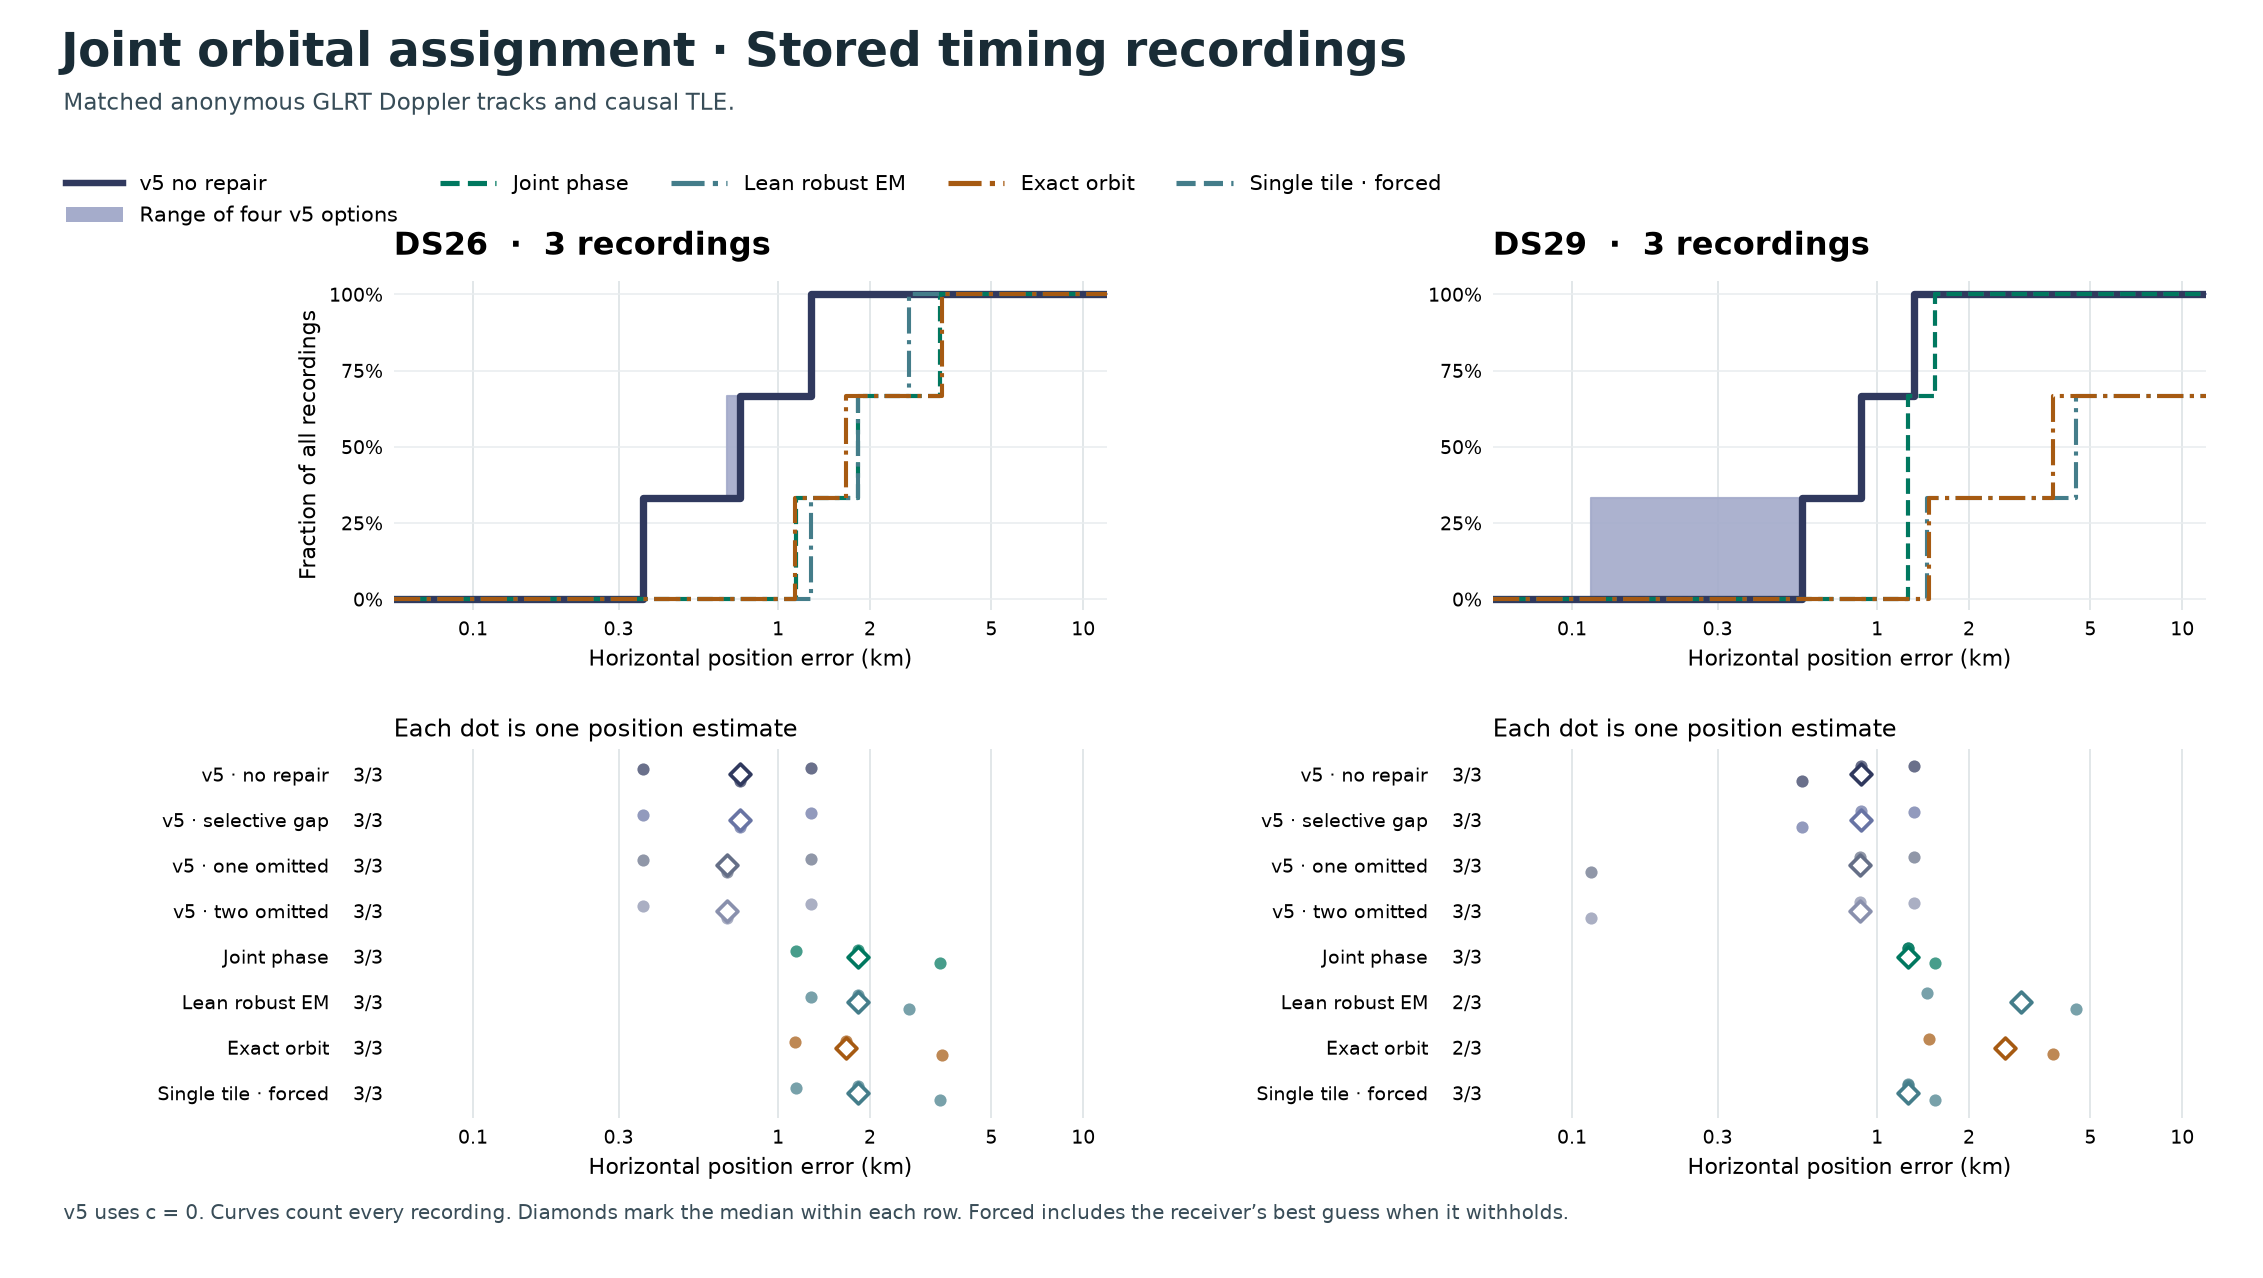 Joint orbital assignment · Stored timing recordings
Matched anonymous GLRT Doppler tracks and causal TLE.
v5 no repair
Joint phase
Lean robust EM
Exact orbit
Single tile · forced
Range of four v5 options
DS26 · 3 recordings
Fraction of all recordings
100%
75%
50%
25%
0%
0.1 0.3 1 2 5 10
Horizontal position error (km)
DS29 · 3 recordings
100%
75%
50%
25%
0%
0.1 0.3 1 2 5 10
Horizontal position error (km)
Each dot is one position estimate
v5 · no repair 3/3
v5 · selective gap 3/3
v5 · one omitted 3/3
v5 · two omitted 3/3
Joint phase 3/3
Lean robust EM 3/3
Exact orbit 3/3
Single tile · forced 3/3
0.1 0.3 1 2 5 10
Horizontal position error (km)
Each dot is one position estimate
v5 · no repair 3/3
v5 · selective gap 3/3
v5 · one omitted 3/3
v5 · two omitted 3/3
Joint phase 3/3
Lean robust EM 2/3
Exact orbit 2/3
Single tile · forced 3/3
0.1 0.3 1 2 5 10
Horizontal position error (km)
v5 uses c = 0. Curves count every recording. Diamonds mark the median within each row. Forced includes the receiver’s best guess when it withholds.